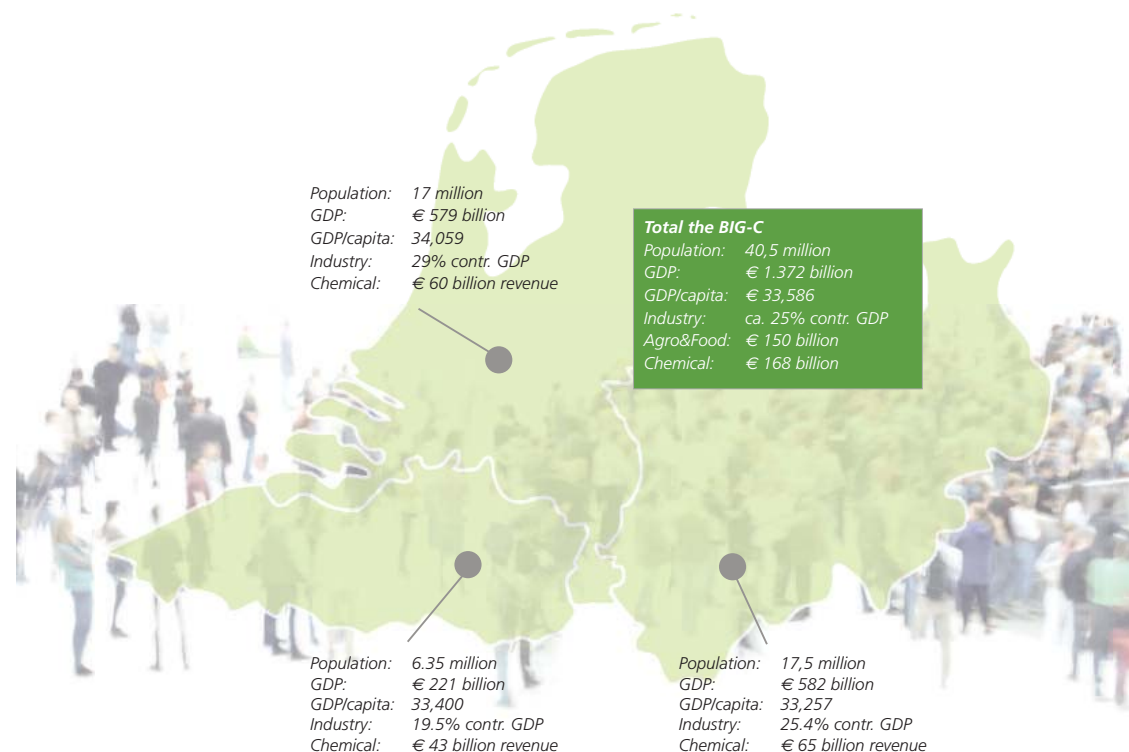 Population: 17 million
GDP: € 579 billion
GDP/capita: 34,059
Industry: 29% contr. GDP
Chemical: € 60 billion revenue
Total the BIG-C
Population: 40,5 million
GDP: € 1.372 billion
GDP/capita: € 33,586
Industry: ca. 25% contr. GDP
Agro&Food: € 150 billion
Chemical: € 168 billion
Population: 6.35 million
GDP: € 221 billion
GDP/capita: 33,400
Industry: 19.5% contr. GDP
Chemical: € 43 billion revenue
Population: 17,5 million
GDP: € 582 billion
GDP/capita: 33,257
Industry: 25.4% contr. GDP
Chemical: € 65 billion revenue